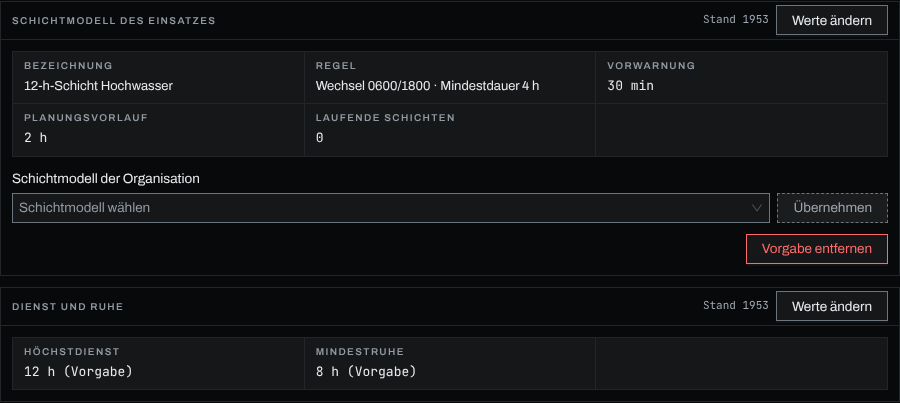 SCHICHTMODELL DES EINSATZES
Stand 1953
Werte ändern
BEZEICHNUNG
12-h-Schicht Hochwasser
REGEL
Wechsel 0600/1800 · Mindestdauer 4 h
VORWARNUNG
30 min
PLANUNGSVORLAUF
2 h
LAUFENDE SCHICHTEN
0
Schichtmodell der Organisation
Schichtmodell wählen
Übernehmen
Vorgabe entfernen
DIENST UND RUHE
Stand 1953
Werte ändern
HÖCHSTDIENST
12 h (Vorgabe)
MINDESTRUHE
8 h (Vorgabe)